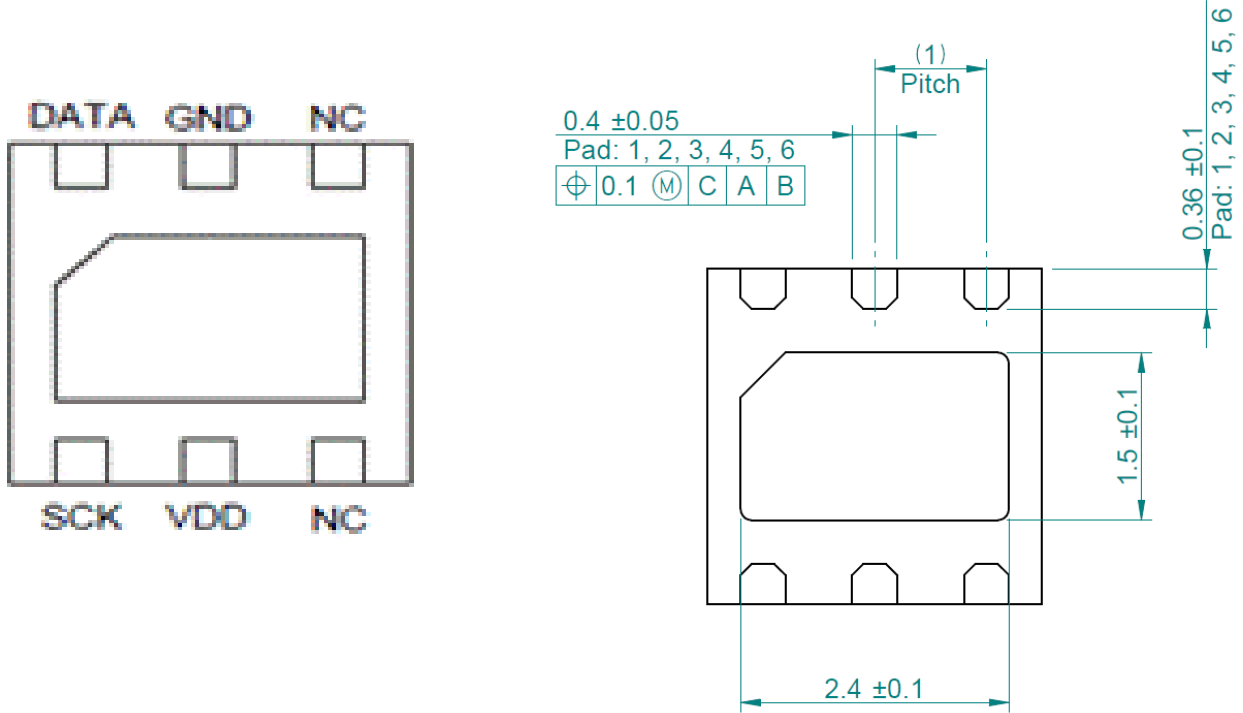 DATA GND NC
SCK VDD NC
(1)
Pitch
0.4 ±0.05
Pad: 1, 2, 3, 4, 5, 6
⌖ 0.1 Ⓜ C A B
0.36 ±0.1
Pad: 1, 2, 3, 4, 5, 6
1.5 ±0.1
2.4 ±0.1